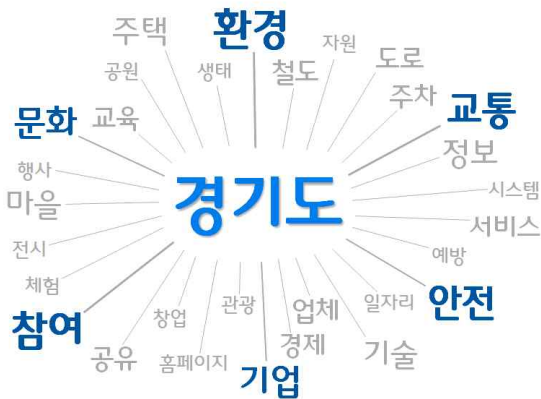 환경
주택
자원
도로
공원
생태
철도
주차
교통
문화
교육
정보
행사
시스템
마을
경기도
서비스
전시
예방
체험
일자리
안전
관광
업체
창업
참여
경제
기술
공유
홈페이지
기업